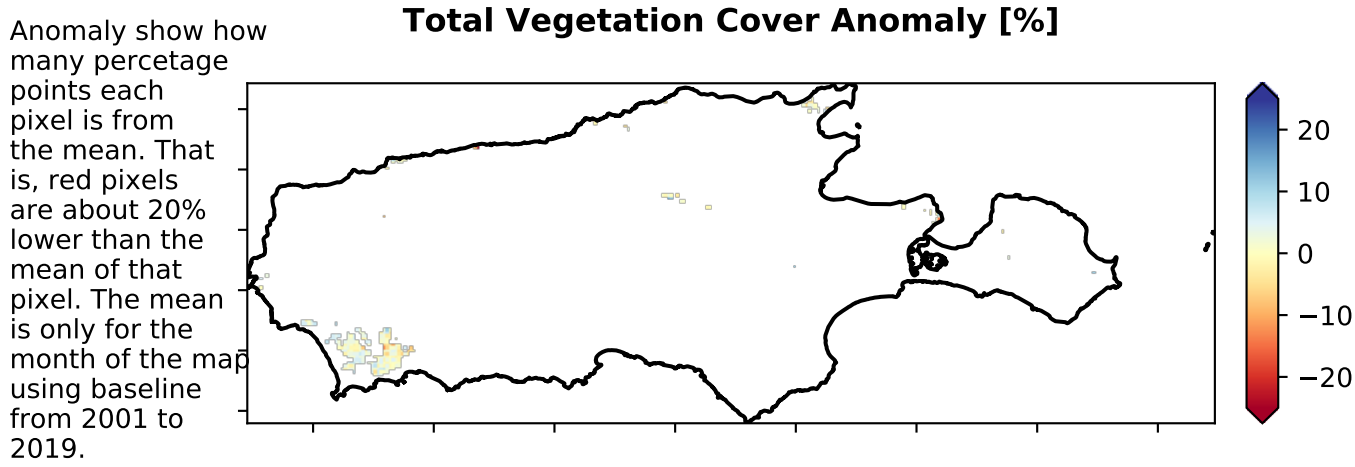 Total Vegetation Cover Anomaly [%]
Anomaly show how
many percetage
points each
pixel is from
the mean. That
is, red pixels
are about 20%
lower than the
mean of that
pixel. The mean
is only for the
month of the map
using baseline
from 2001 to
2019.
20
10
0
−10
−20